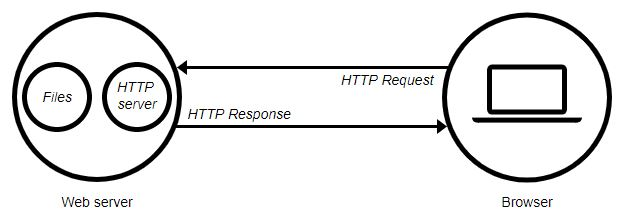 HTTP Request
Files
HTTP
server
HTTP Response
Web server
Browser